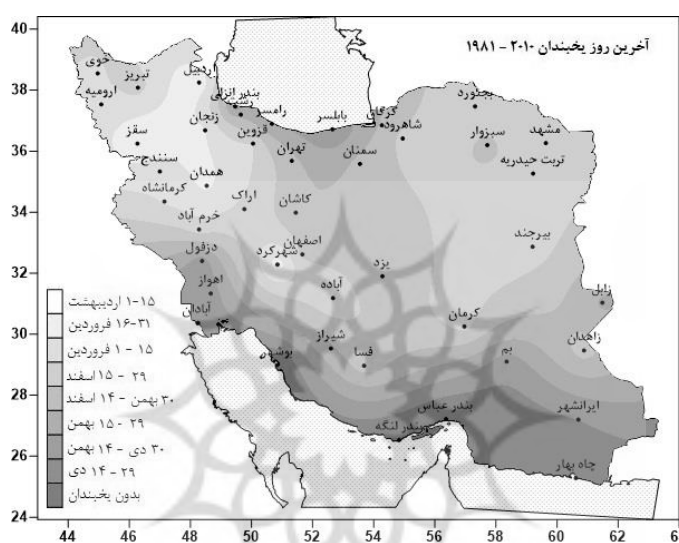 آخرین روز یخبندان ۲۰۱۰ - ۱۹۸۱
40
38
36
34
32
30
28
26
24
خوی
تبریز
اردبیل
ارومیه
بندر انزلی
رشت
رامسر
بابلسر
گرگان
بجنورد
زنجان
قزوین
شاهرود
سبزوار
مشهد
سقز
تهران
سمنان
تربت حیدریه
سنندج
همدان
کرمانشاه
اراک
کاشان
خرم آباد
بیرجند
دزفول
اصفهان
شهرکرد
یزد
اهواز
آباده
زابل
آبادان
کرمان
زاهدان
شیراز
بوشهر
فسا
بم
بندر عباس
ایرانشهر
بندر لنگه
چاه بهار
۱-۱۵ اردیبهشت
۱۶-۳۱ فروردین
۱ - ۱۵ فروردین
۱۵ - ۲۹ اسفند
۳۰ بهمن - ۱۴ اسفند
۱۵ - ۲۹ بهمن
۳۰ دی - ۱۴ بهمن
۱۴ - ۲۹ دی
بدون یخبندان
44 46 48 50 52 54 56 58 60 62 6